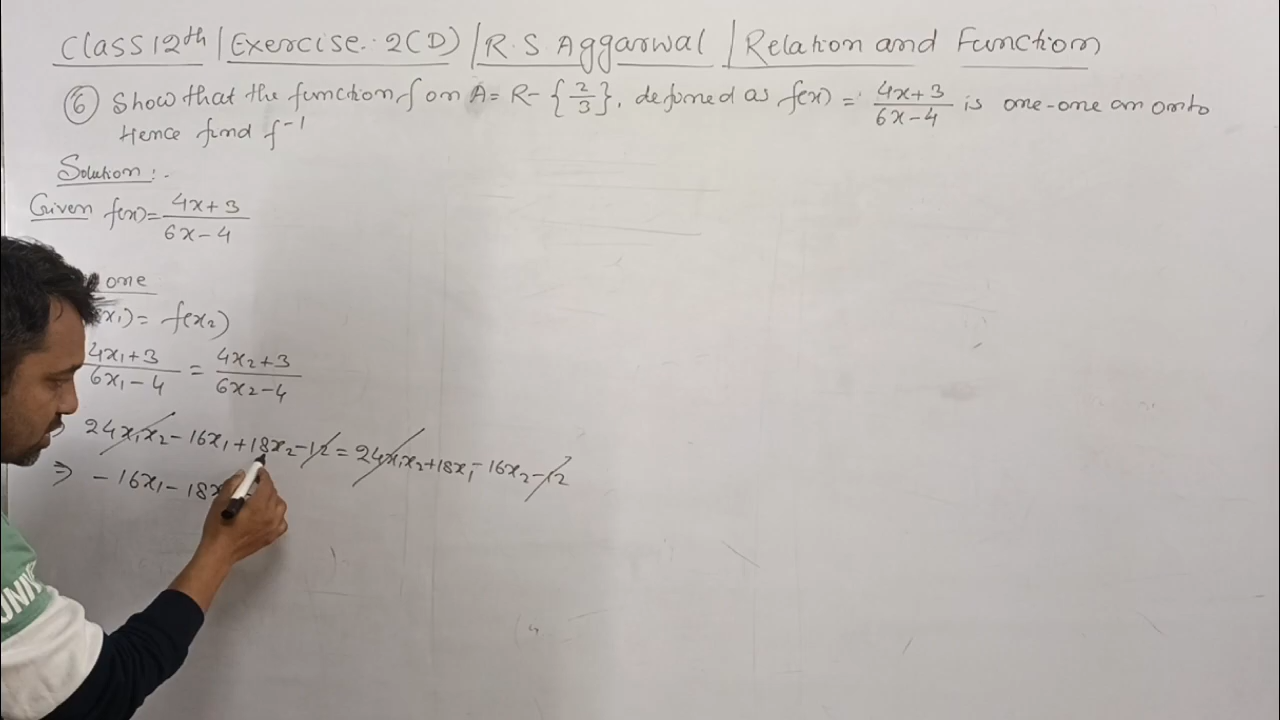 Class 12th | Exercise. 2(D) | R.S Aggarwal | Relation and Function
⑥ Show that the function f on A = R - {2/3}, defined as f(x) = (4x+3)/(6x-4) is one-one an onto
Hence find f⁻¹
Solution:-
Given f(x) = (4x+3)/(6x-4)
one
x₁) = f(x₂)
(4x₁+3)/(6x₁-4) = (4x₂+3)/(6x₂-4)
24x₁x₂ - 16x₁ + 18x₂ - 12 = 24x₁x₂ + 18x₁ - 16x₂ - 12
⇒ -16x₁ - 18x
UNI